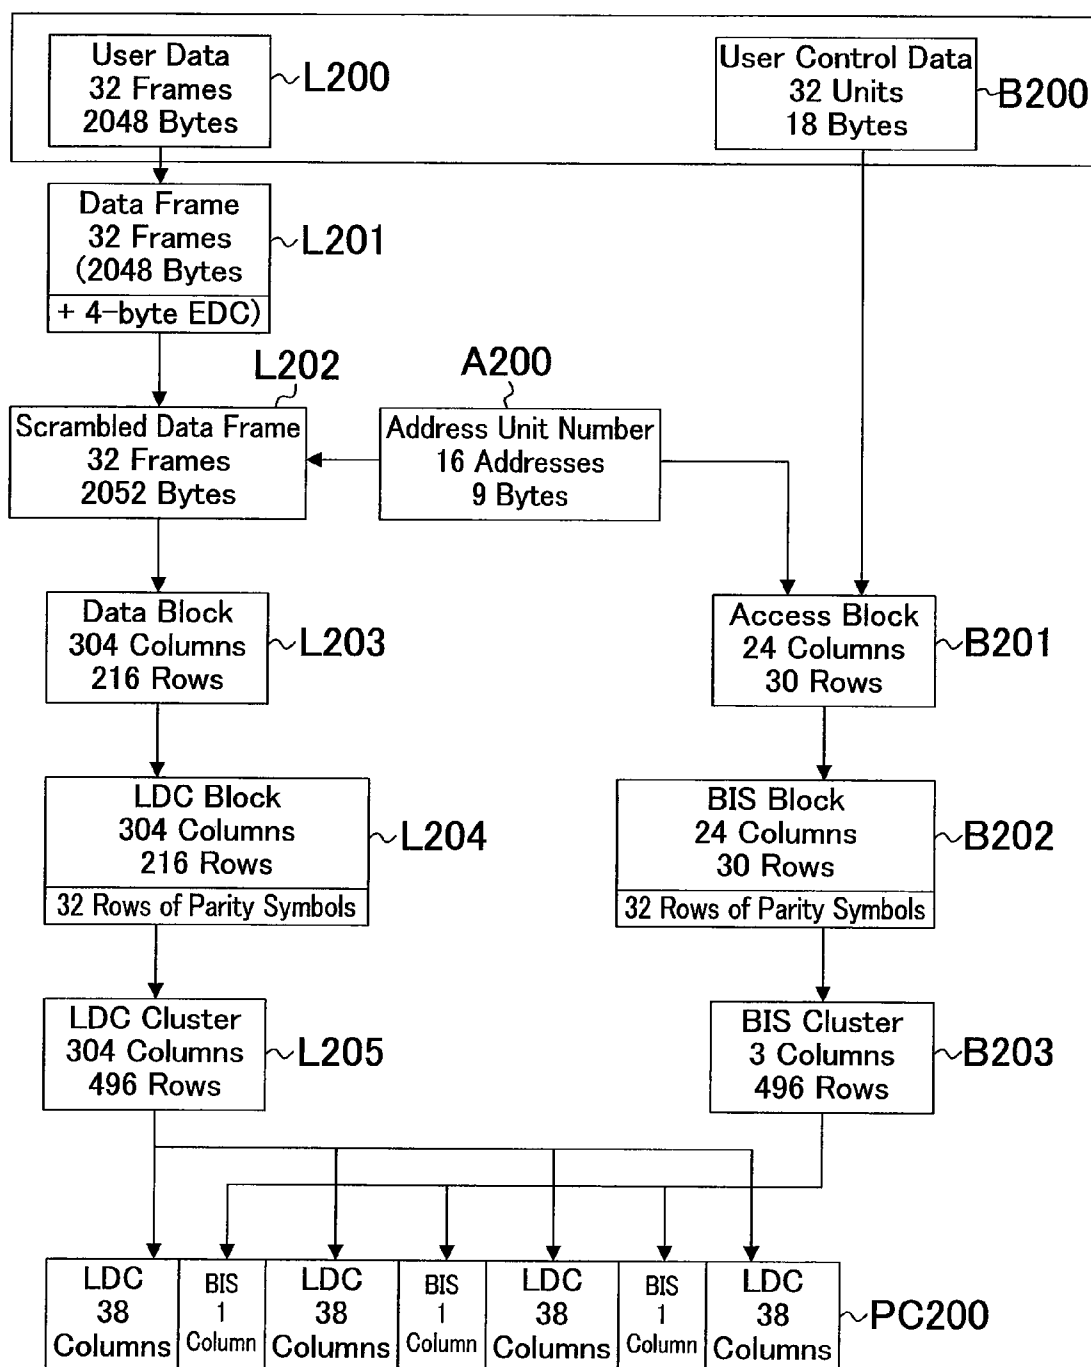 User Data
32 Frames
2048 Bytes
L200
User Control Data
32 Units
18 Bytes
B200
Data Frame
32 Frames
(2048 Bytes
+ 4-byte EDC)
L201
L202
Scrambled Data Frame
32 Frames
2052 Bytes
A200
Address Unit Number
16 Addresses
9 Bytes
Data Block
304 Columns
216 Rows
L203
Access Block
24 Columns
30 Rows
B201
LDC Block
304 Columns
216 Rows
32 Rows of Parity Symbols
L204
BIS Block
24 Columns
30 Rows
32 Rows of Parity Symbols
B202
LDC Cluster
304 Columns
496 Rows
L205
BIS Cluster
3 Columns
496 Rows
B203
LDC
38
Columns
BIS
1
Column
LDC
38
Columns
BIS
1
Column
LDC
38
Columns
BIS
1
Column
LDC
38
Columns
PC200